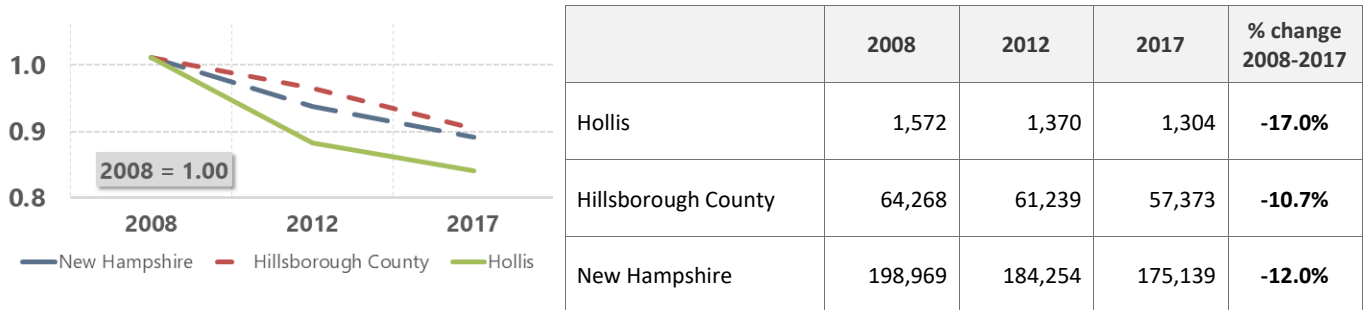 1.0
0.9
0.8
2008 = 1.00
2008 2012 2017
New Hampshire Hillsborough County Hollis
2008 2012 2017 % change
2008-2017
Hollis 1,572 1,370 1,304 -17.0%
Hillsborough County 64,268 61,239 57,373 -10.7%
New Hampshire 198,969 184,254 175,139 -12.0%